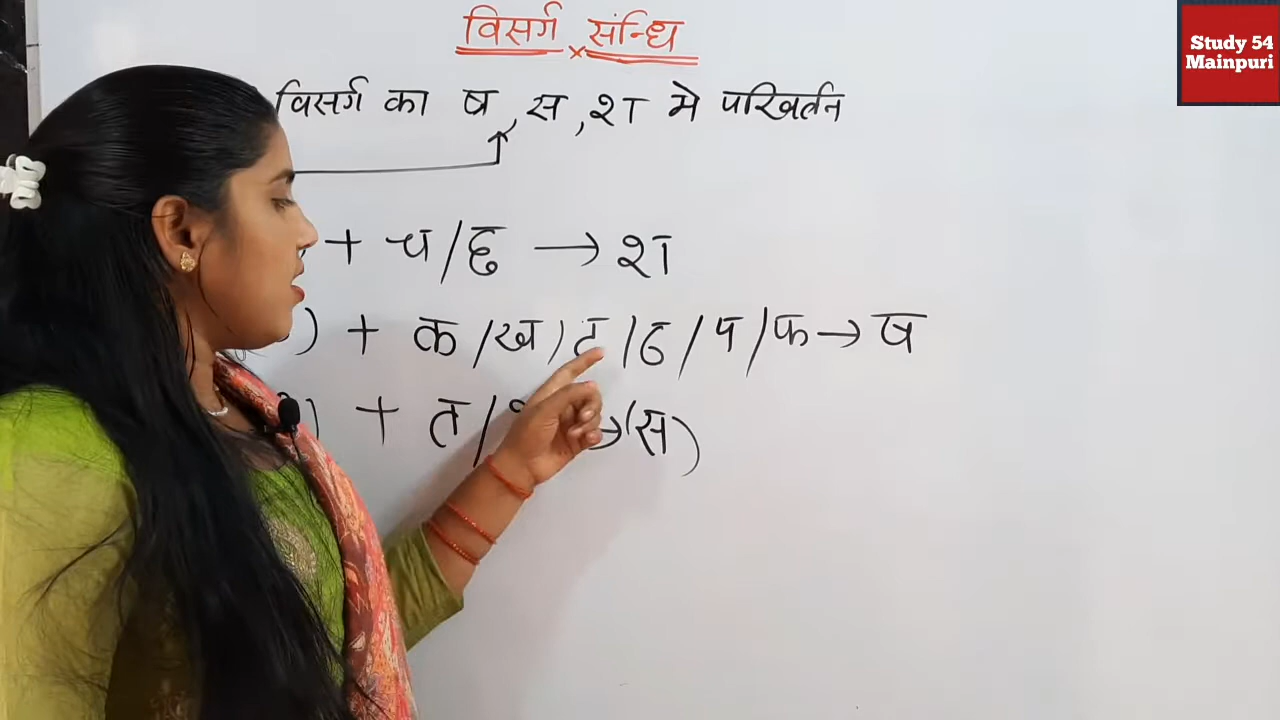 विसर्ग × संन्धि
Study 54
Mainpuri
विसर्ग का ष, स, श में परिवर्तन
+ च/छ → श
) + क/ख/ट/ठ/प/फ → ष
) + त/ → (स)